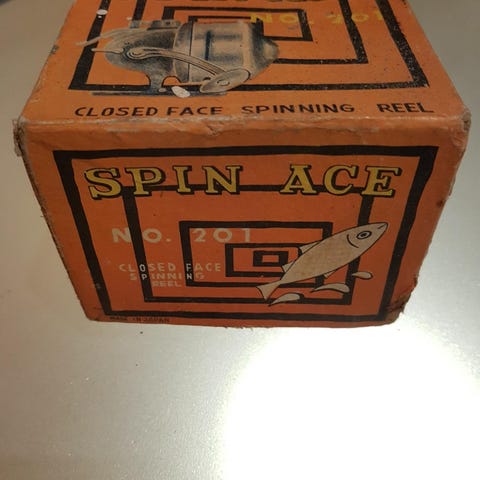 NO. 201
CLOSED FACE SPINNING REEL
SPIN ACE
NO. 201
CLOSED FACE
SPINNING
REEL
MADE IN JAPAN